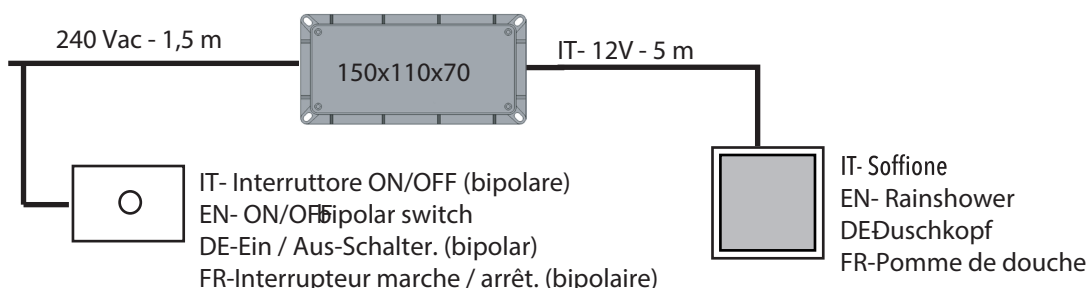 240 Vac - 1,5 m
150x110x70
IT- 12V - 5 m
IT- Interruttore ON/OFF (bipolare)
EN- ON/OFF bipolar switch
DE-Ein / Aus-Schalter. (bipolar)
FR-Interrupteur marche / arrêt. (bipolaire)
IT- Soffione
EN- Rainshower
DE-Duschkopf
FR-Pomme de douche